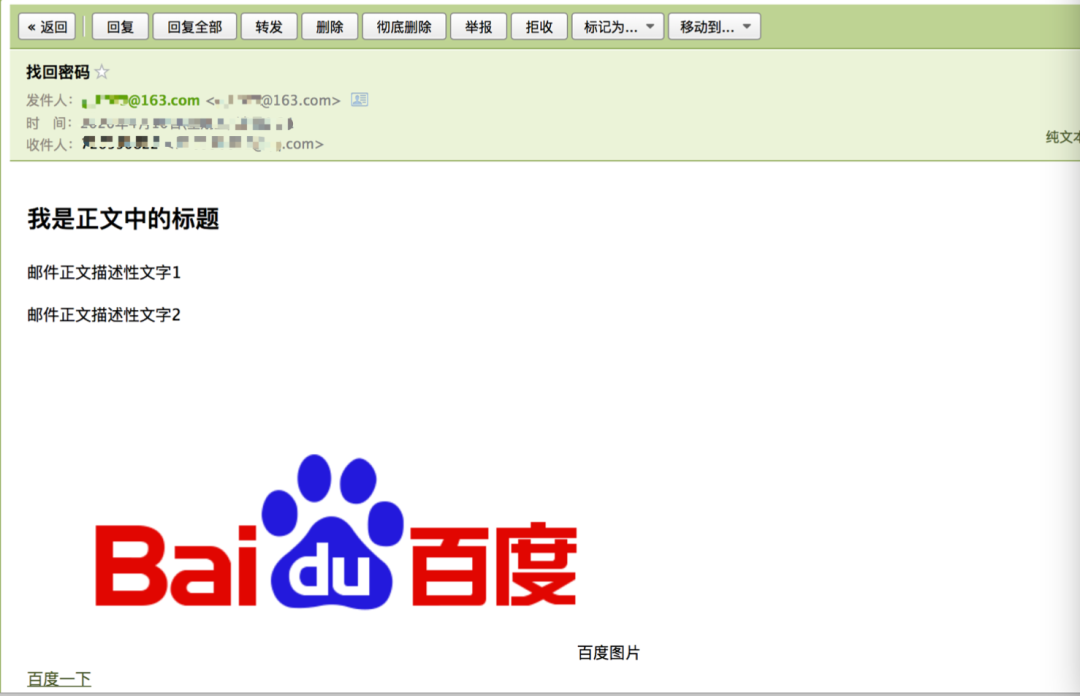 « 返回 回复 回复全部 转发 删除 彻底删除 举报 拒收 标记为... 移动到...
找回密码
发件人: @163.com < @163.com>
时 间:
收件人: .com>
纯文本
我是正文中的标题
邮件正文描述性文字1
邮件正文描述性文字2
Bai du 百度
百度图片
百度一下